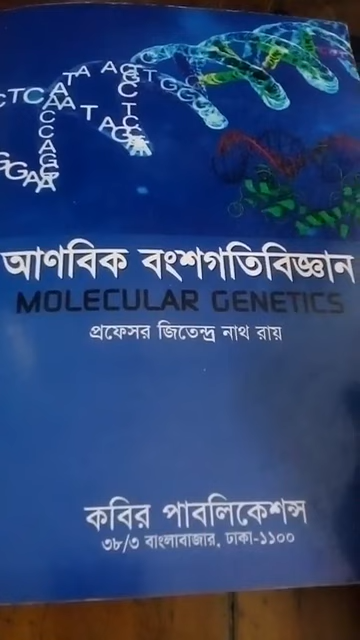 আণবিক বংশগতিবিজ্ঞান
MOLECULAR GENETICS
প্রফেসর জিতেন্দ্র নাথ রায়
কবির পাবলিকেশন্স
৩৮/৩ বাংলাবাজার, ঢাকা-১১০০